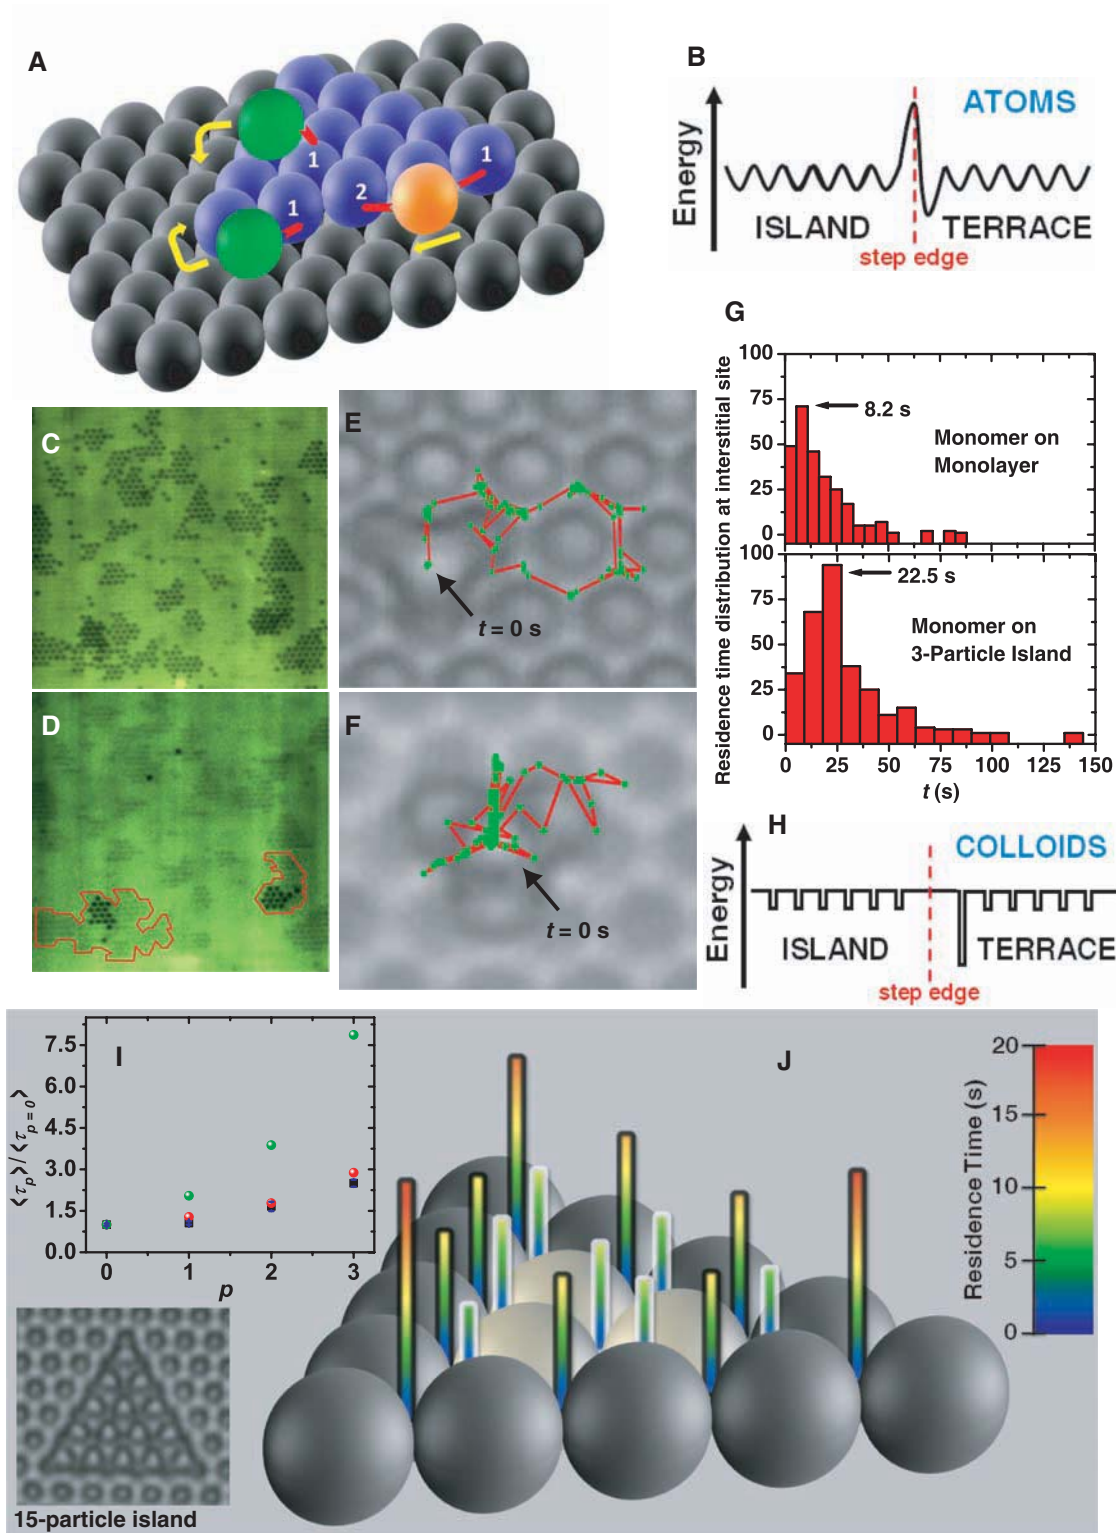 A
1
1
2
1
B
ATOMS
Energy
ISLAND
TERRACE
step edge
C
D
E
t = 0 s
F
t = 0 s
G
Residence time distribution at interstitial site
100
75
50
25
0
8.2 s
Monomer on
Monolayer
100
75
50
25
0
22.5 s
Monomer on
3-Particle Island
0 25 50 75 100 125 150
t (s)
H
COLLOIDS
Energy
ISLAND
TERRACE
step edge
I
⟨τp⟩ / ⟨τp = 0⟩
7.5
6.0
4.5
3.0
1.5
0.0
0 1 2 3
p
15-particle island
J
Residence Time (s)
20
15
10
5
0